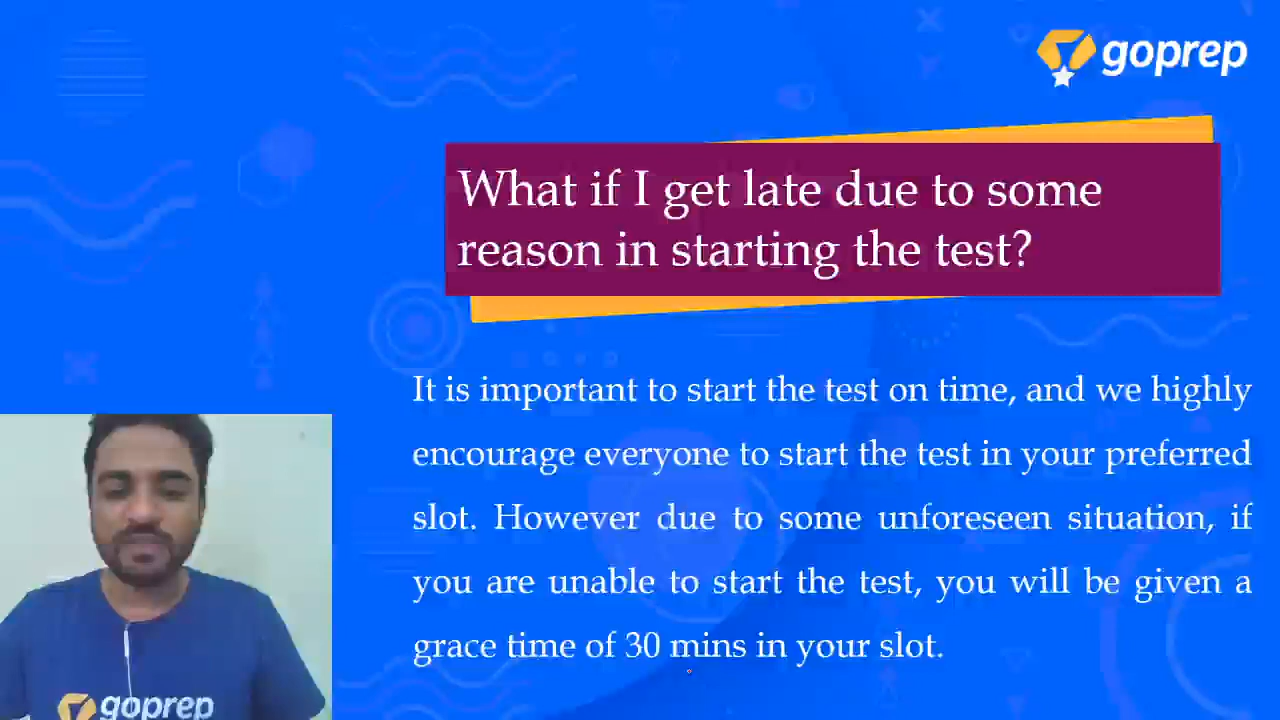 goprep
What if I get late due to some
reason in starting the test?
It is important to start the test on time, and we highly
encourage everyone to start the test in your preferred
slot. However due to some unforeseen situation, if
you are unable to start the test, you will be given a
grace time of 30 mins in your slot.
goprep